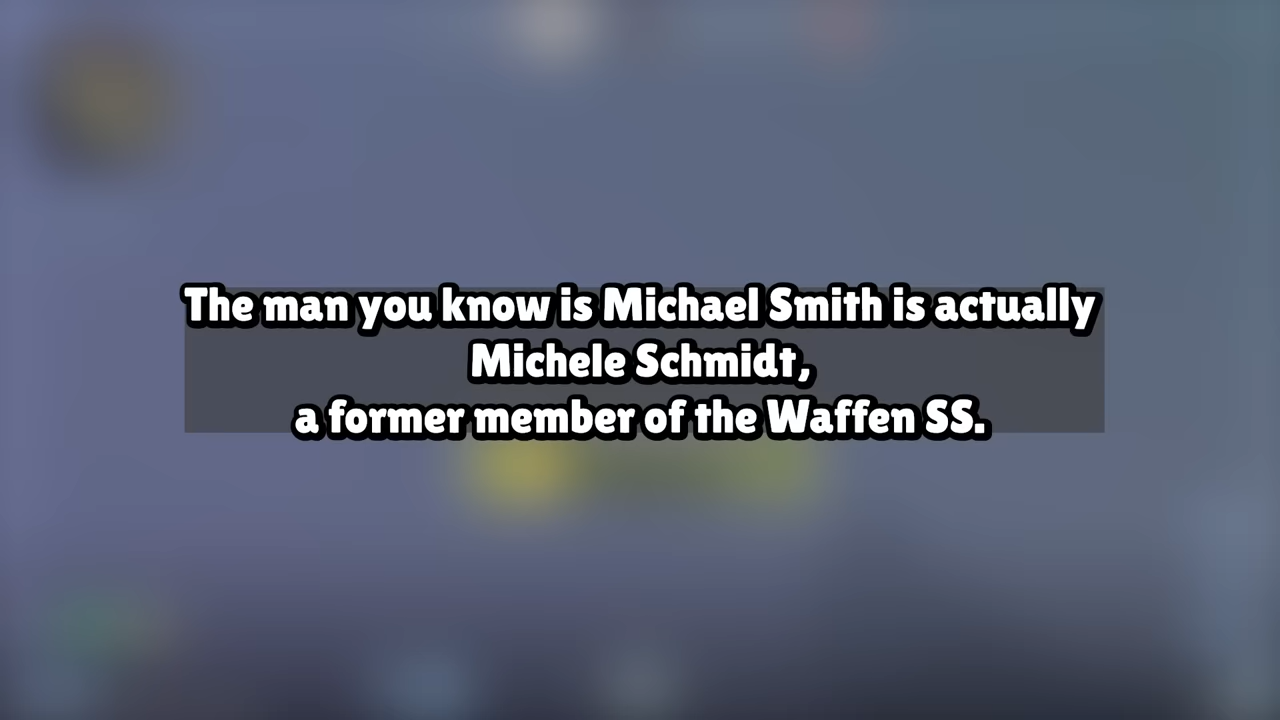 The man you know is Michael Smith is actually
Michele Schmidt,
a former member of the Waffen SS.